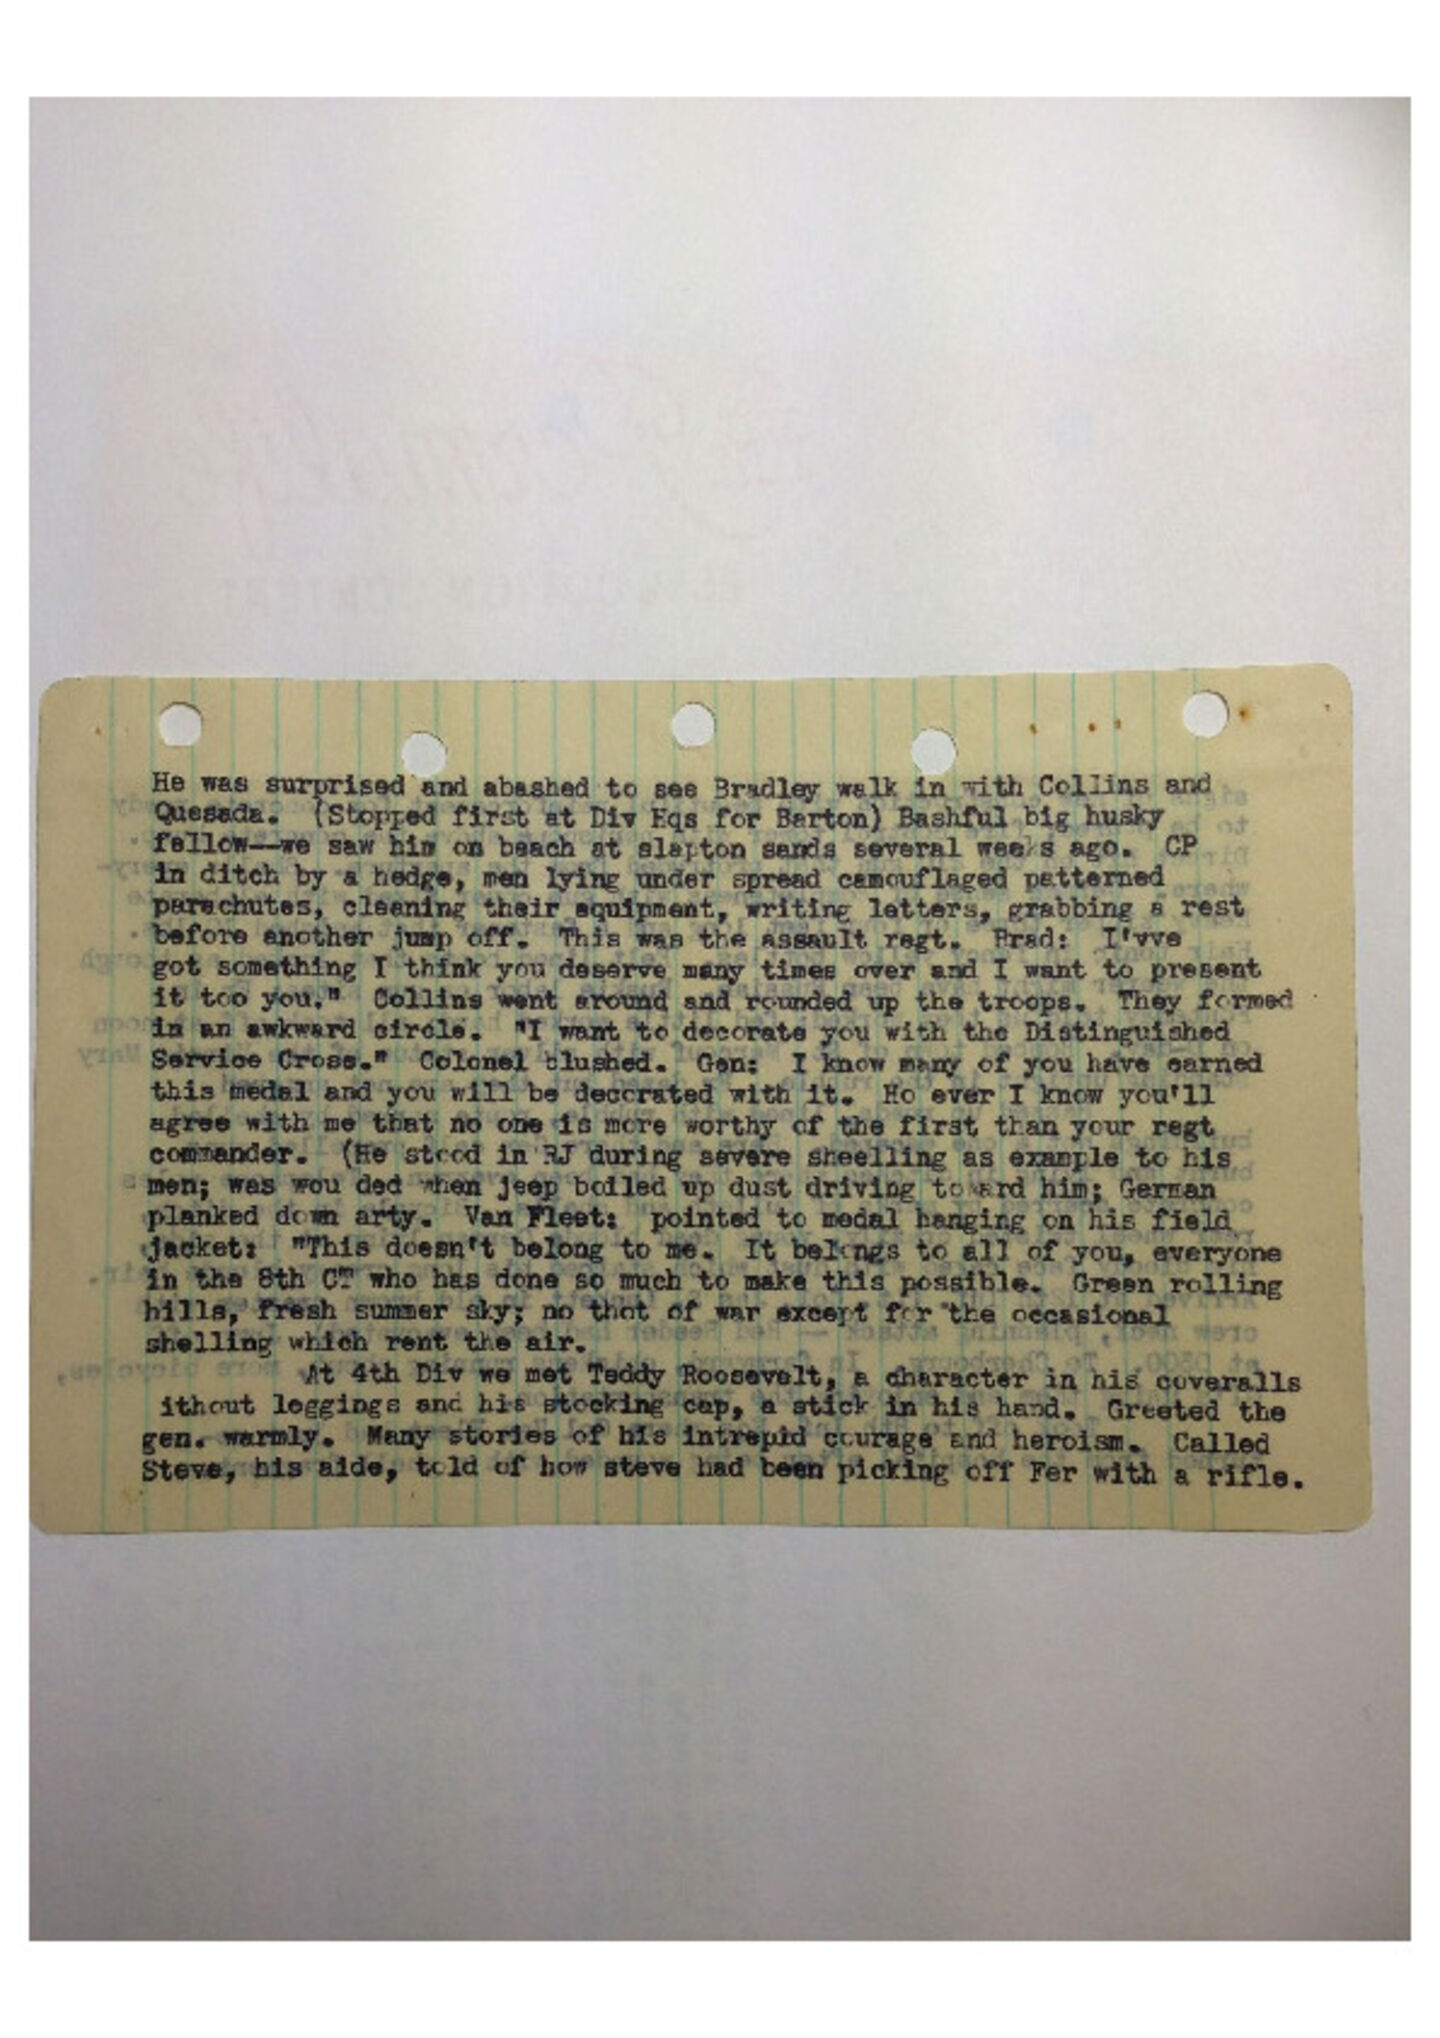 He was surprised and abashed to see Bradley walk in with Collins and
Quesada. (Stopped first at Div Hqs for Barton) Bashful big husky
fellow--we saw him on beach at slapton sands several weeks ago. CP
in ditch by a hedge, men lying under spread camouflaged patterned
parachutes, cleaning their equipment, writing letters, grabbing a rest
before another jump off. This was the assault regt. Brad: I'vve
got something I think you deserve many times over and I want to present
it too you." Collins went around and rounded up the troops. They formed
in an awkward circle. "I want to decorate you with the Distinguished
Service Cross." Colonel blushed. Gen: I know many of you have earned
this medal and you will be decorated with it. Ho ever I know you'll
agree with me that no one is more worthy of the first than your regt
commander. (He stood in RJ during severe sheelling as example to his
men; was wou ded when jeep boiled up dust driving toward him; German
planked down arty. Van Fleet: pointed to medal hanging on his field
jacket: "This doesn't belong to me. It belongs to all of you, everyone
in the 8th CT who has done so much to make this possible. Green rolling
hills, fresh summer sky; no thot of war except for the occasional
shelling which rent the air.
At 4th Div we met Teddy Roosevelt, a character in his coveralls
ithout leggings and his stocking cap, a stick in his hand. Greeted the
gen. warmly. Many stories of his intrepid courage and heroism. Called
Steve, his aide, told of how steve had been picking off Fer with a rifle.